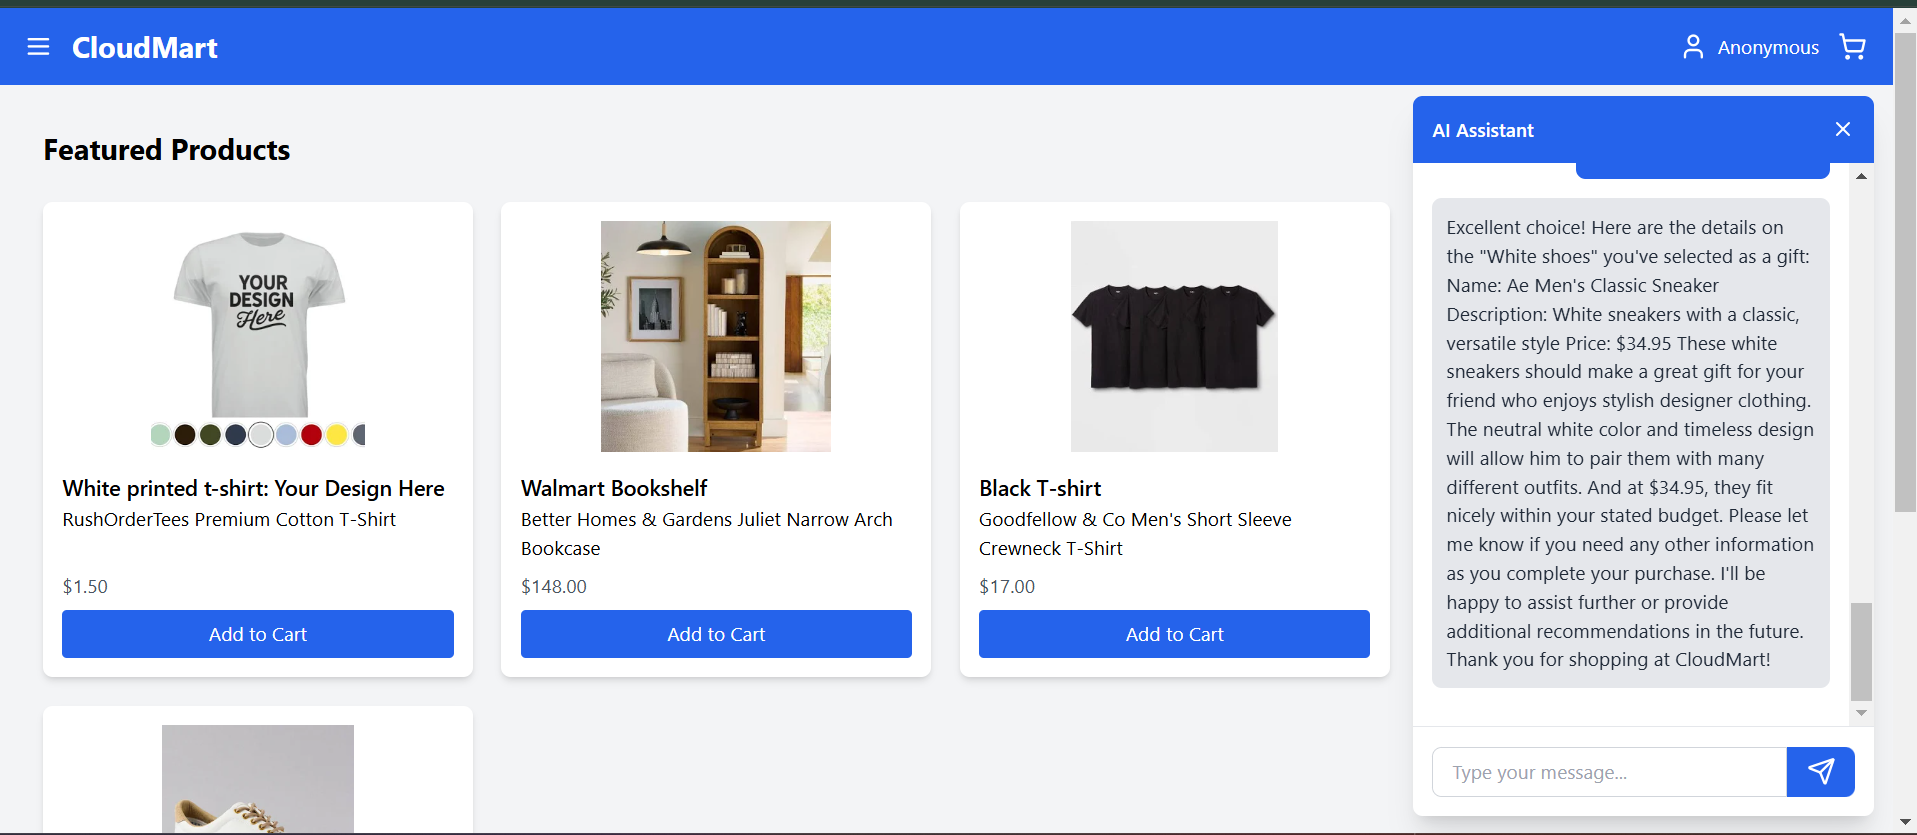 CloudMart
Anonymous
Featured Products
YOUR
DESIGN
Here
White printed t-shirt: Your Design Here
RushOrderTees Premium Cotton T-Shirt
$1.50
Add to Cart
Walmart Bookshelf
Better Homes & Gardens Juliet Narrow Arch
Bookcase
$148.00
Add to Cart
Black T-shirt
Goodfellow & Co Men's Short Sleeve
Crewneck T-Shirt
$17.00
Add to Cart
AI Assistant
Excellent choice! Here are the details on
the "White shoes" you've selected as a gift:
Name: Ae Men's Classic Sneaker
Description: White sneakers with a classic,
versatile style Price: $34.95 These white
sneakers should make a great gift for your
friend who enjoys stylish designer clothing.
The neutral white color and timeless design
will allow him to pair them with many
different outfits. And at $34.95, they fit
nicely within your stated budget. Please let
me know if you need any other information
as you complete your purchase. I'll be
happy to assist further or provide
additional recommendations in the future.
Thank you for shopping at CloudMart!
Type your message...